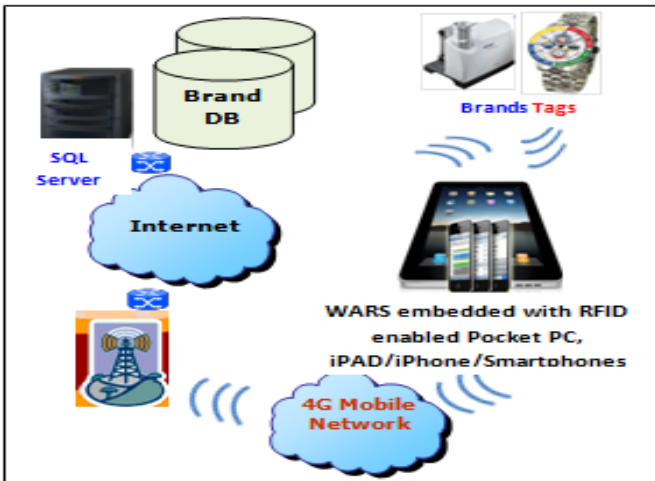 Brand
DB
SQL
Server
Internet
Brands Tags
WARS embedded with RFID
enabled Pocket PC,
iPAD/iPhone/Smartphones
4G Mobile
Network